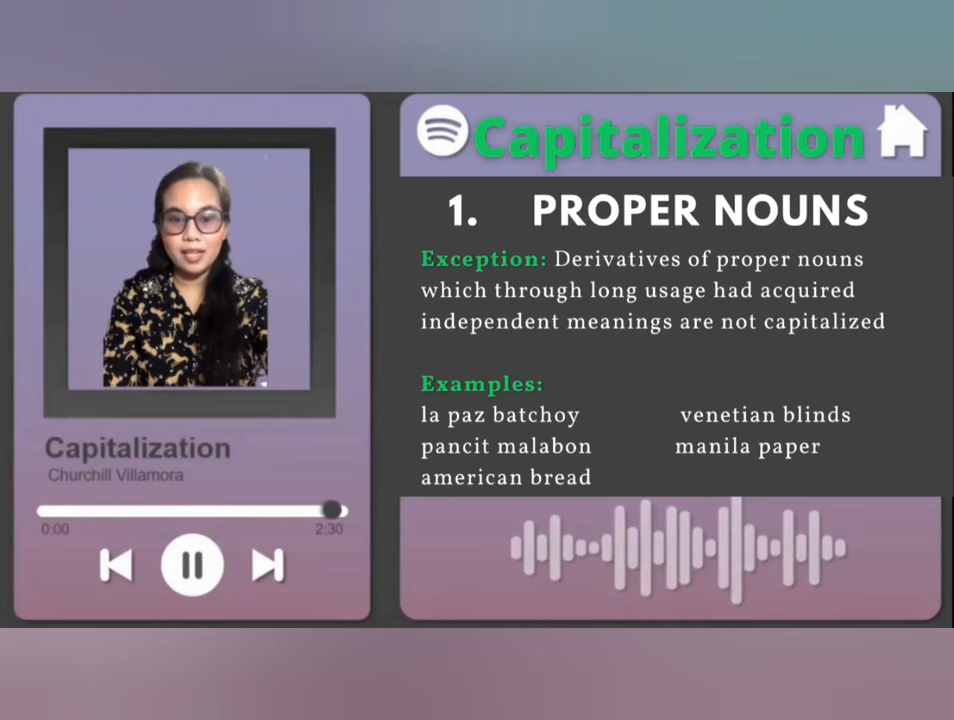 Capitalization
1. PROPER NOUNS
Exception: Derivatives of proper nouns
which through long usage had acquired
independent meanings are not capitalized
Examples:
la paz batchoy venetian blinds
pancit malabon manila paper
american bread
Capitalization
Churchill Villamora
0:00 2:30